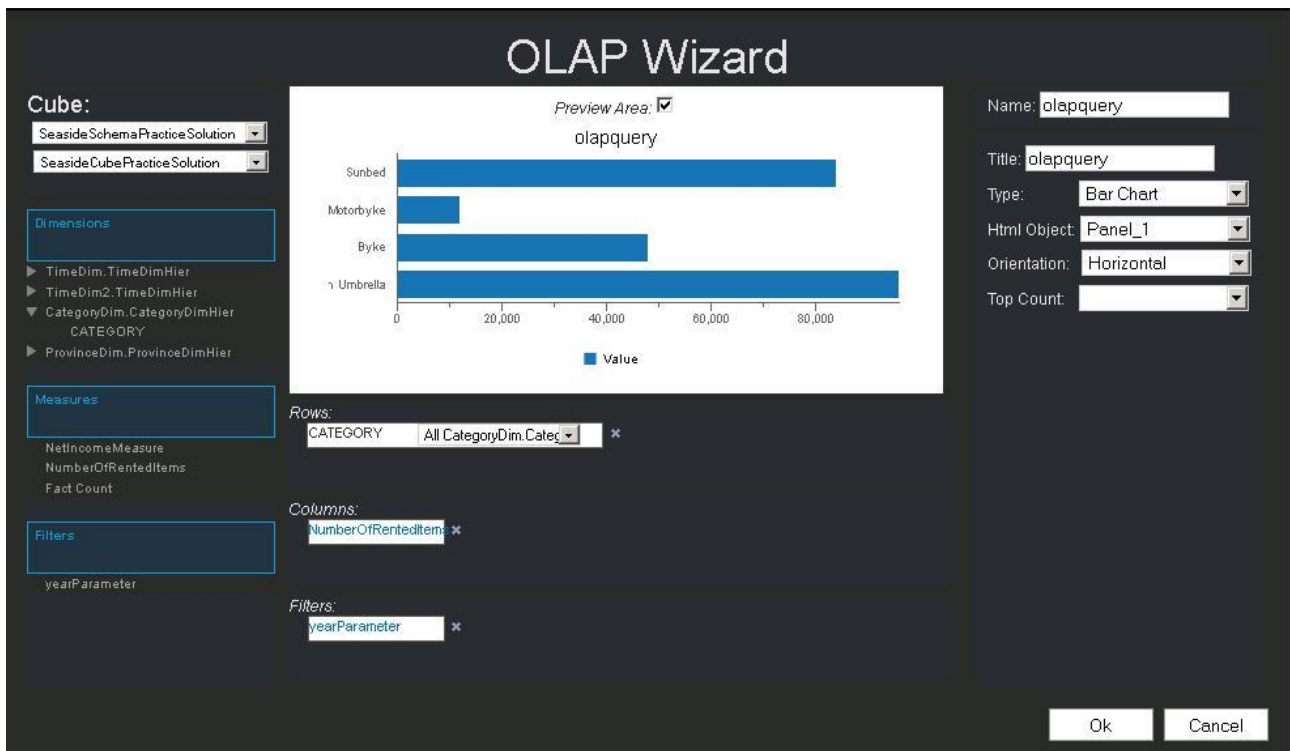 OLAP Wizard
Cube:
SeasideSchemaPracticeSolution
SeasideCubePracticeSolution
Dimensions
TimeDim.TimeDimHier
TimeDim2.TimeDimHier
CategoryDim.CategoryDimHier
CATEGORY
ProvinceDim.ProvinceDimHier
Measures
NetIncomeMeasure
NumberOfRentedItems
Fact Count
Filters
yearParameter
Preview Area:
olapquery
Sunbed
Motorbyke
Byke
Umbrella
0 20,000 40,000 60,000 80,000
Value
Rows:
CATEGORY All CategoryDim.Categ
Columns:
NumberOfRentedItems
Filters:
yearParameter
Name: olapquery
Title: olapquery
Type: Bar Chart
Html Object: Panel_1
Orientation: Horizontal
Top Count:
Ok Cancel